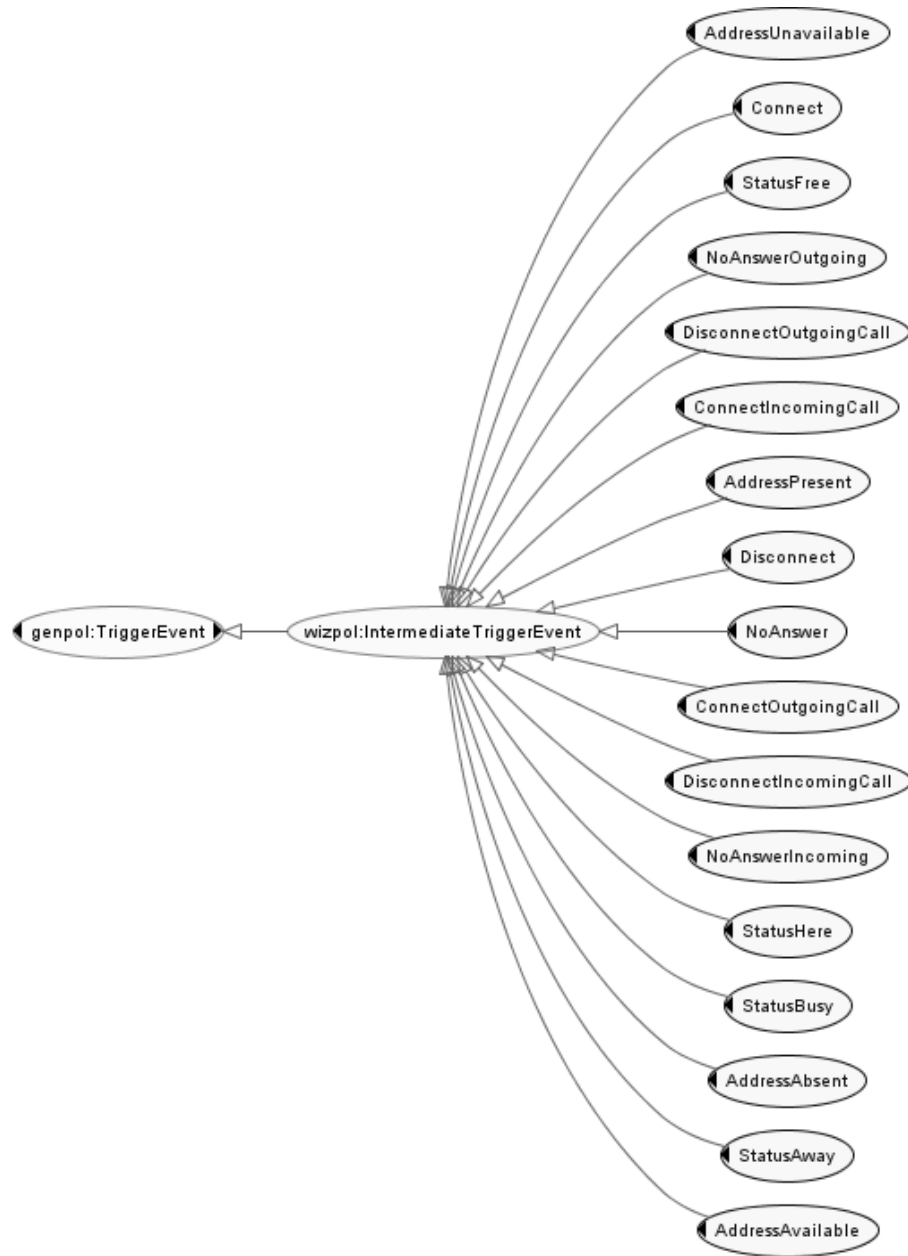 AddressUnavailable
Connect
StatusFree
NoAnswerOutgoing
DisconnectOutgoingCall
ConnectIncomingCall
AddressPresent
Disconnect
genpol:TriggerEvent
wizpol:IntermediateTriggerEvent
NoAnswer
ConnectOutgoingCall
DisconnectIncomingCall
NoAnswerIncoming
StatusHere
StatusBusy
AddressAbsent
StatusAway
AddressAvailable